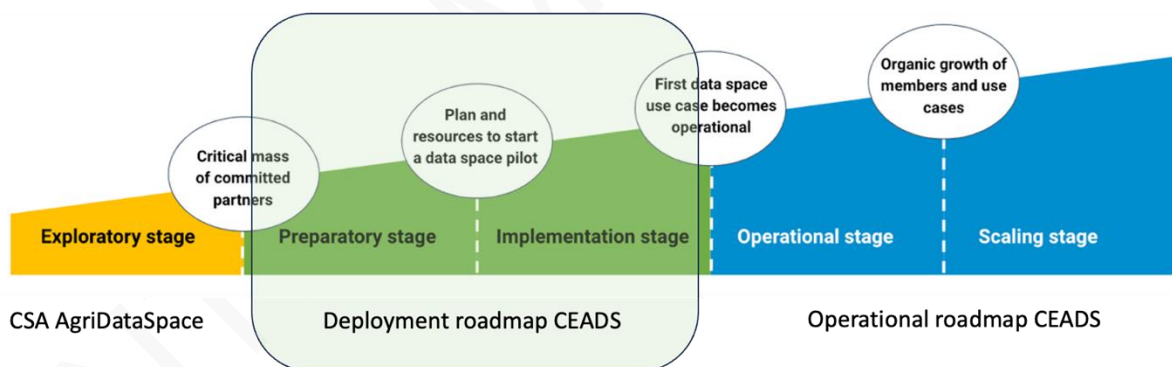 Critical mass
of committed
partners
Plan and
resources to start
a data space pilot
First data space
use case becomes
operational
Organic growth of
members and use
cases
Exploratory stage
Preparatory stage
Implementation stage
Operational stage
Scaling stage
CSA AgriDataSpace
Deployment roadmap CEADS
Operational roadmap CEADS